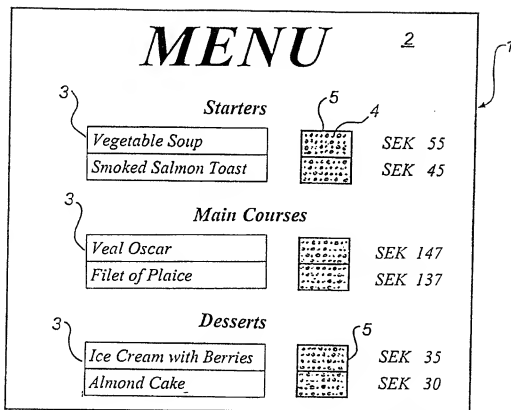 MENU 2
1
3 Starters 5 4
Vegetable Soup SEK 55
Smoked Salmon Toast SEK 45
3 Main Courses
Veal Oscar SEK 147
Filet of Plaice SEK 137
3 Desserts 5
Ice Cream with Berries SEK 35
Almond Cake SEK 30